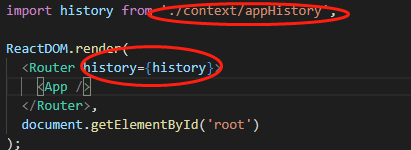 import history from './context/appHistory';
ReactDOM.render(
<Router history={history}>
<App />
</Router>,
document.getElementById('root')
);